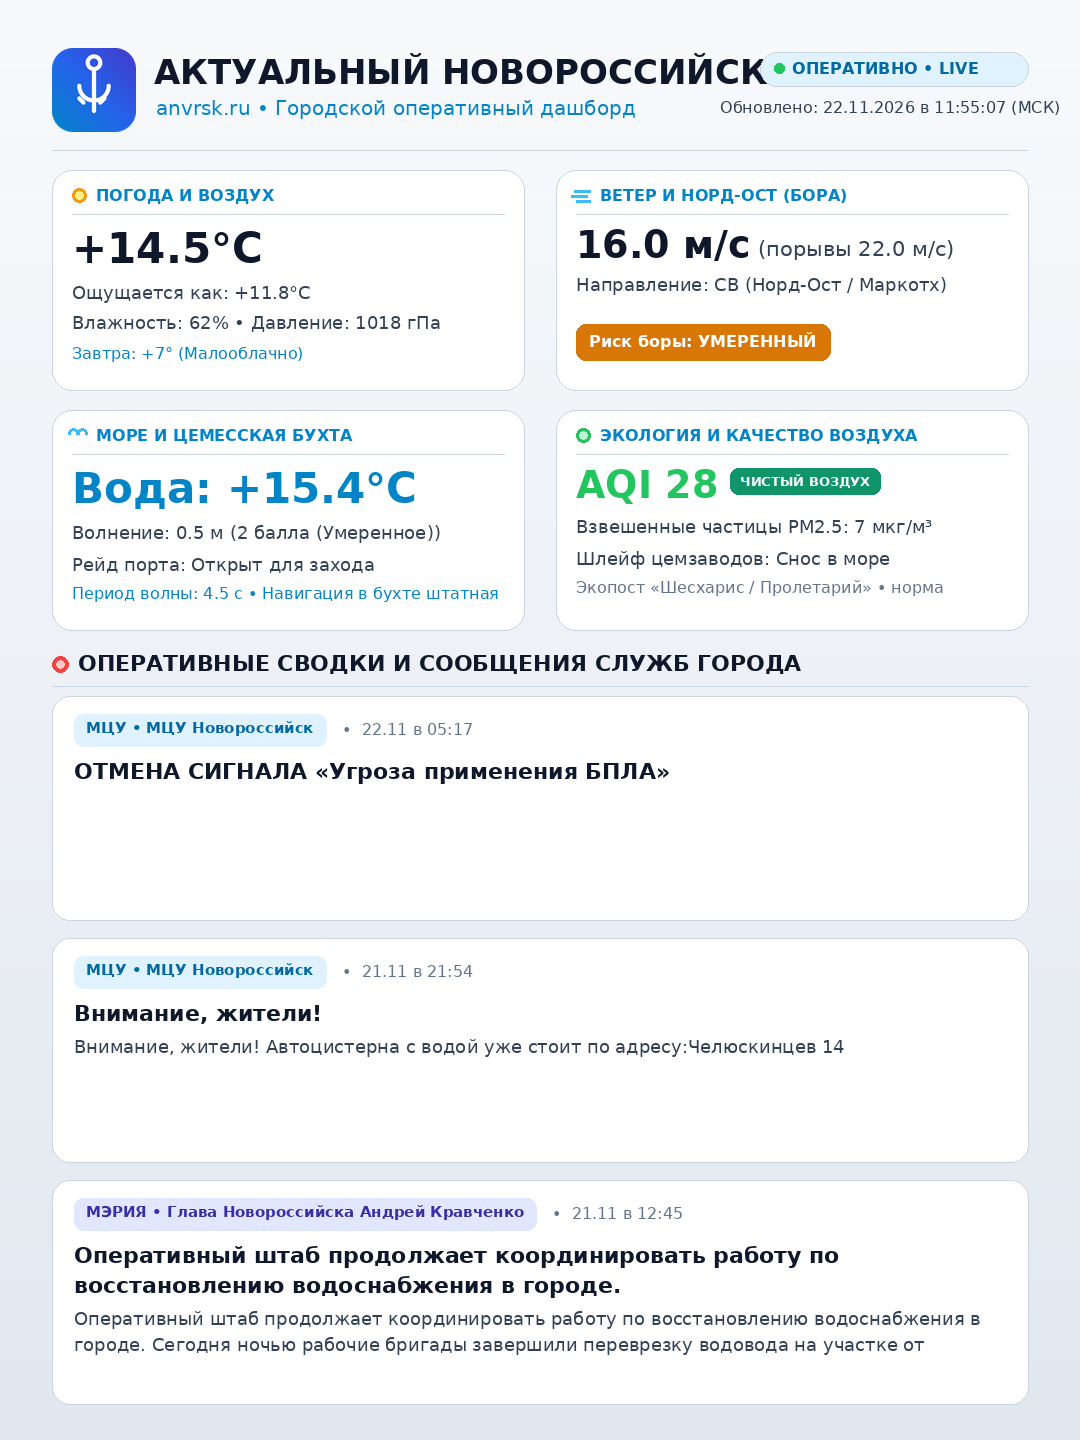 АКТУАЛЬНЫЙ НОВОРОССИЙСК
ОПЕРАТИВНО • LIVE
anvrsk.ru • Городской оперативный дашборд
Обновлено: 22.11.2026 в 11:55:07 (МСК)
ПОГОДА И ВОЗДУХ
+14.5°C
Ощущается как: +11.8°C
Влажность: 62% • Давление: 1018 гПа
Завтра: +7° (Малооблачно)
ВЕТЕР И НОРД-ОСТ (БОРА)
16.0 м/с (порывы 22.0 м/с)
Направление: СВ (Норд-Ост / Маркотх)
Риск боры: УМЕРЕННЫЙ
МОРЕ И ЦЕМЕССКАЯ БУХТА
Вода: +15.4°C
Волнение: 0.5 м (2 балла (Умеренное))
Рейд порта: Открыт для захода
Период волны: 4.5 с • Навигация в бухте штатная
ЭКОЛОГИЯ И КАЧЕСТВО ВОЗДУХА
AQI 28 ЧИСТЫЙ ВОЗДУХ
Взвешенные частицы PM2.5: 7 мкг/м³
Шлейф цемзаводов: Снос в море
Экопост «Шесхарис / Пролетарий» • норма
ОПЕРАТИВНЫЕ СВОДКИ И СООБЩЕНИЯ СЛУЖБ ГОРОДА
МЦУ • МЦУ Новороссийск • 22.11 в 05:17
ОТМЕНА СИГНАЛА «Угроза применения БПЛА»
МЦУ • МЦУ Новороссийск • 21.11 в 21:54
Внимание, жители!
Внимание, жители! Автоцистерна с водой уже стоит по адресу:Челюскинцев 14
МЭРИЯ • Глава Новороссийска Андрей Кравченко • 21.11 в 12:45
Оперативный штаб продолжает координировать работу по
восстановлению водоснабжения в городе.
Оперативный штаб продолжает координировать работу по восстановлению водоснабжения в
городе. Сегодня ночью рабочие бригады завершили переврезку водовода на участке от